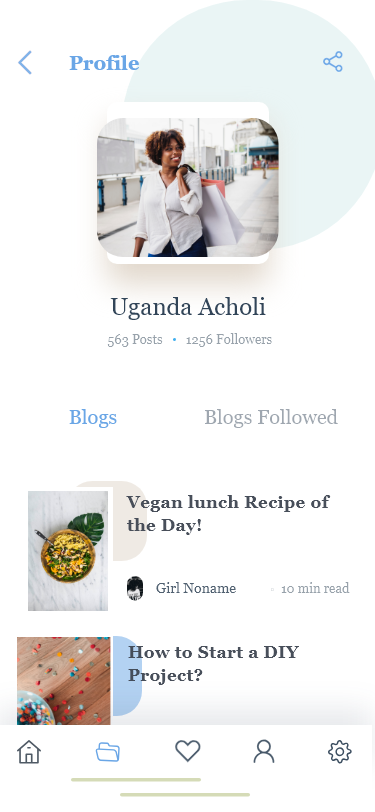 Profile
Uganda Acholi
563 Posts • 1256 Followers
Blogs Blogs Followed
Vegan lunch Recipe of
the Day!
Girl Noname 10 min read
How to Start a DIY
Project?